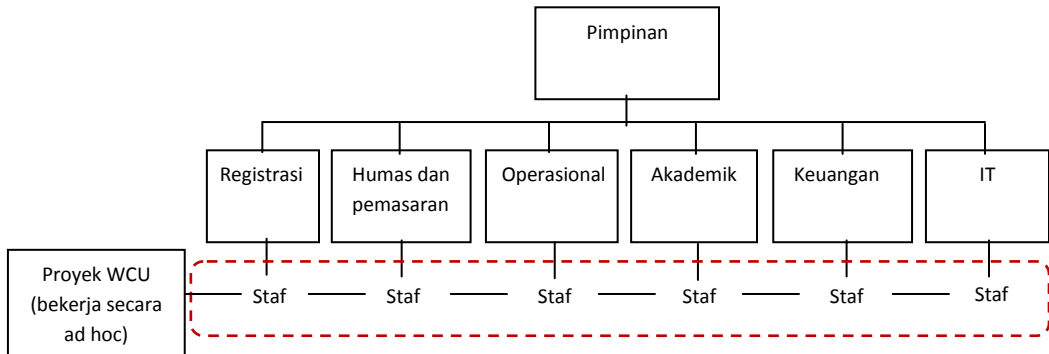 Pimpinan
Registrasi
Humas dan
pemasaran
Operasional
Akademik
Keuangan
IT
Proyek WCU
(bekerja secara
ad hoc)
Staf
Staf
Staf
Staf
Staf
Staf